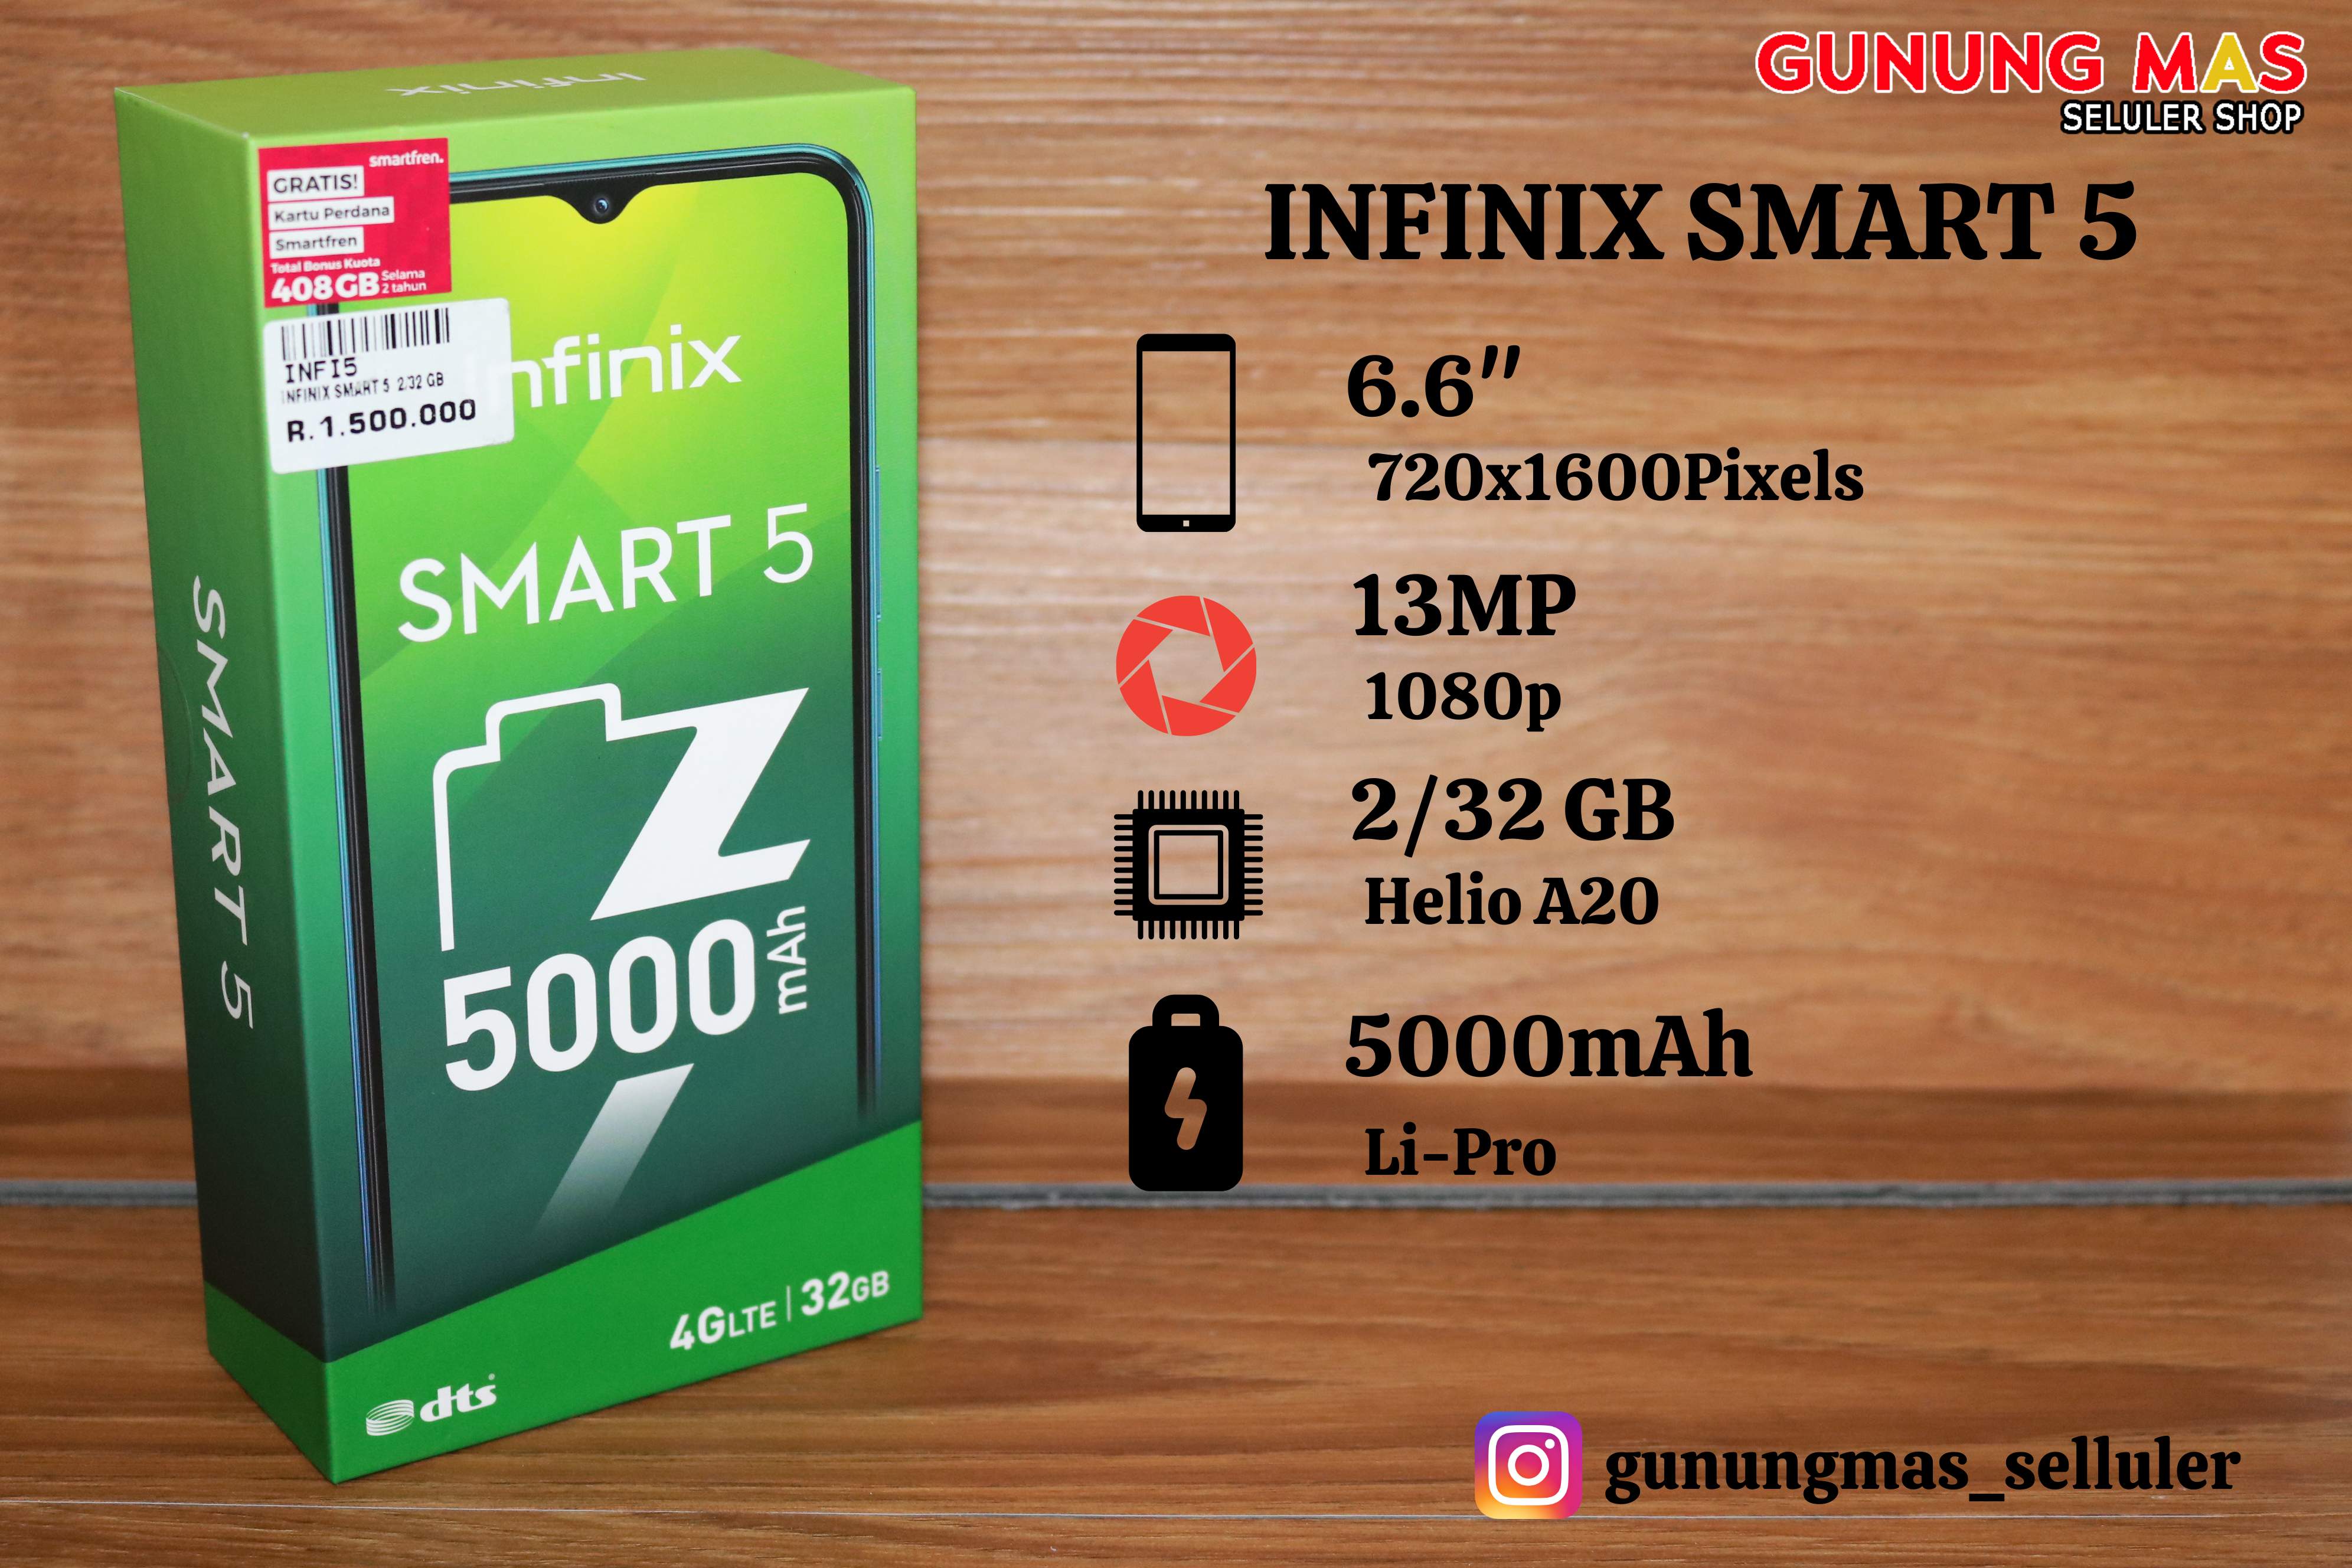 GUNUNG MAS
SELULER SHOP
INFINIX SMART 5
6.6"
720x1600Pixels
13MP
1080p
2/32 GB
Helio A20
5000mAh
Li-Pro
gunungmas_selluler
Infinix
smartfren.
GRATIS!
Kartu Perdana
Smartfren
Total Bonus Kuota
408GB Selama
2 tahun
INFI5
INFINIX SMART 5 2/32 GB
R.1.500.000
Infinix
SMART 5
5000 mAh
4GLTE | 32GB
dts
SMART 5